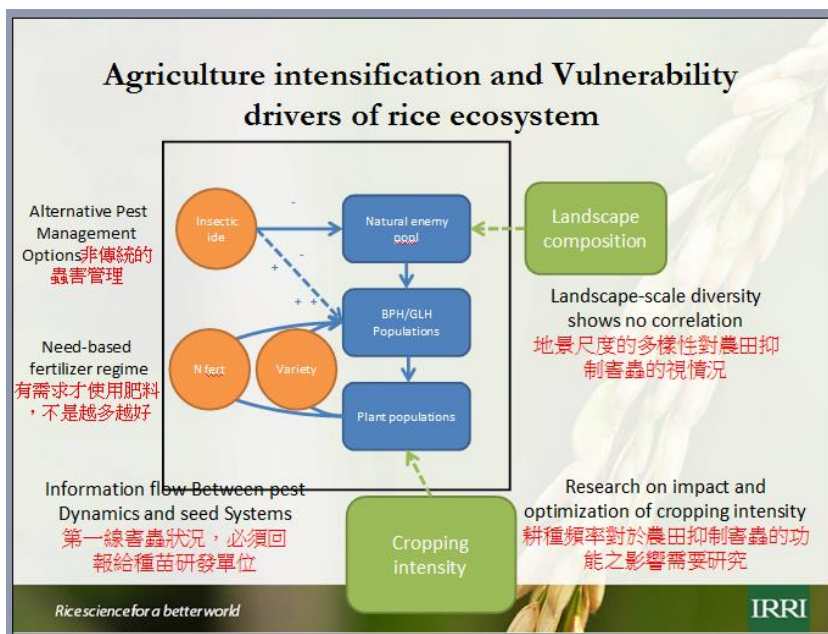 Agriculture intensification and Vulnerability
drivers of rice ecosystem
Alternative Pest
Management
Options非傳統的
蟲害管理
Insectic
ide
-
-
+
+ +
Natural enemy
pool
Landscape
composition
BPH/GLH
Populations
Landscape-scale diversity
shows no correlation
地景尺度的多樣性對農田抑
制害蟲的視情況
Need-based
fertilizer regime
有需求才使用肥料
，不是越多越好
N fert
Variety
Plant populations
Information flow Between pest
Dynamics and seed Systems
第一線害蟲狀況，必須回
報給種苗研發單位
Cropping
intensity
Research on impact and
optimization of cropping intensity
耕種頻率對於農田抑制害蟲的功
能之影響需要研究
Rice science for a better world
IRRI